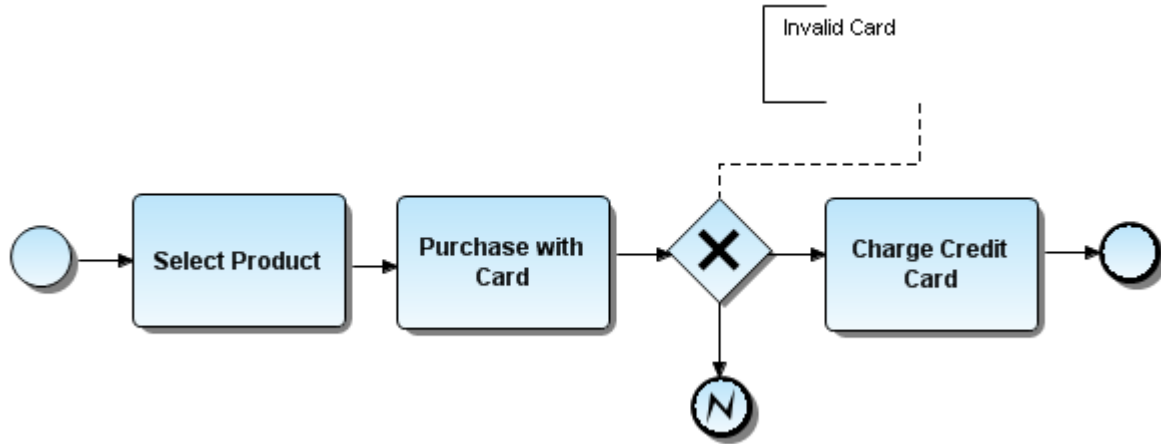 Invalid Card
Select Product
Purchase with
Card
Charge Credit
Card